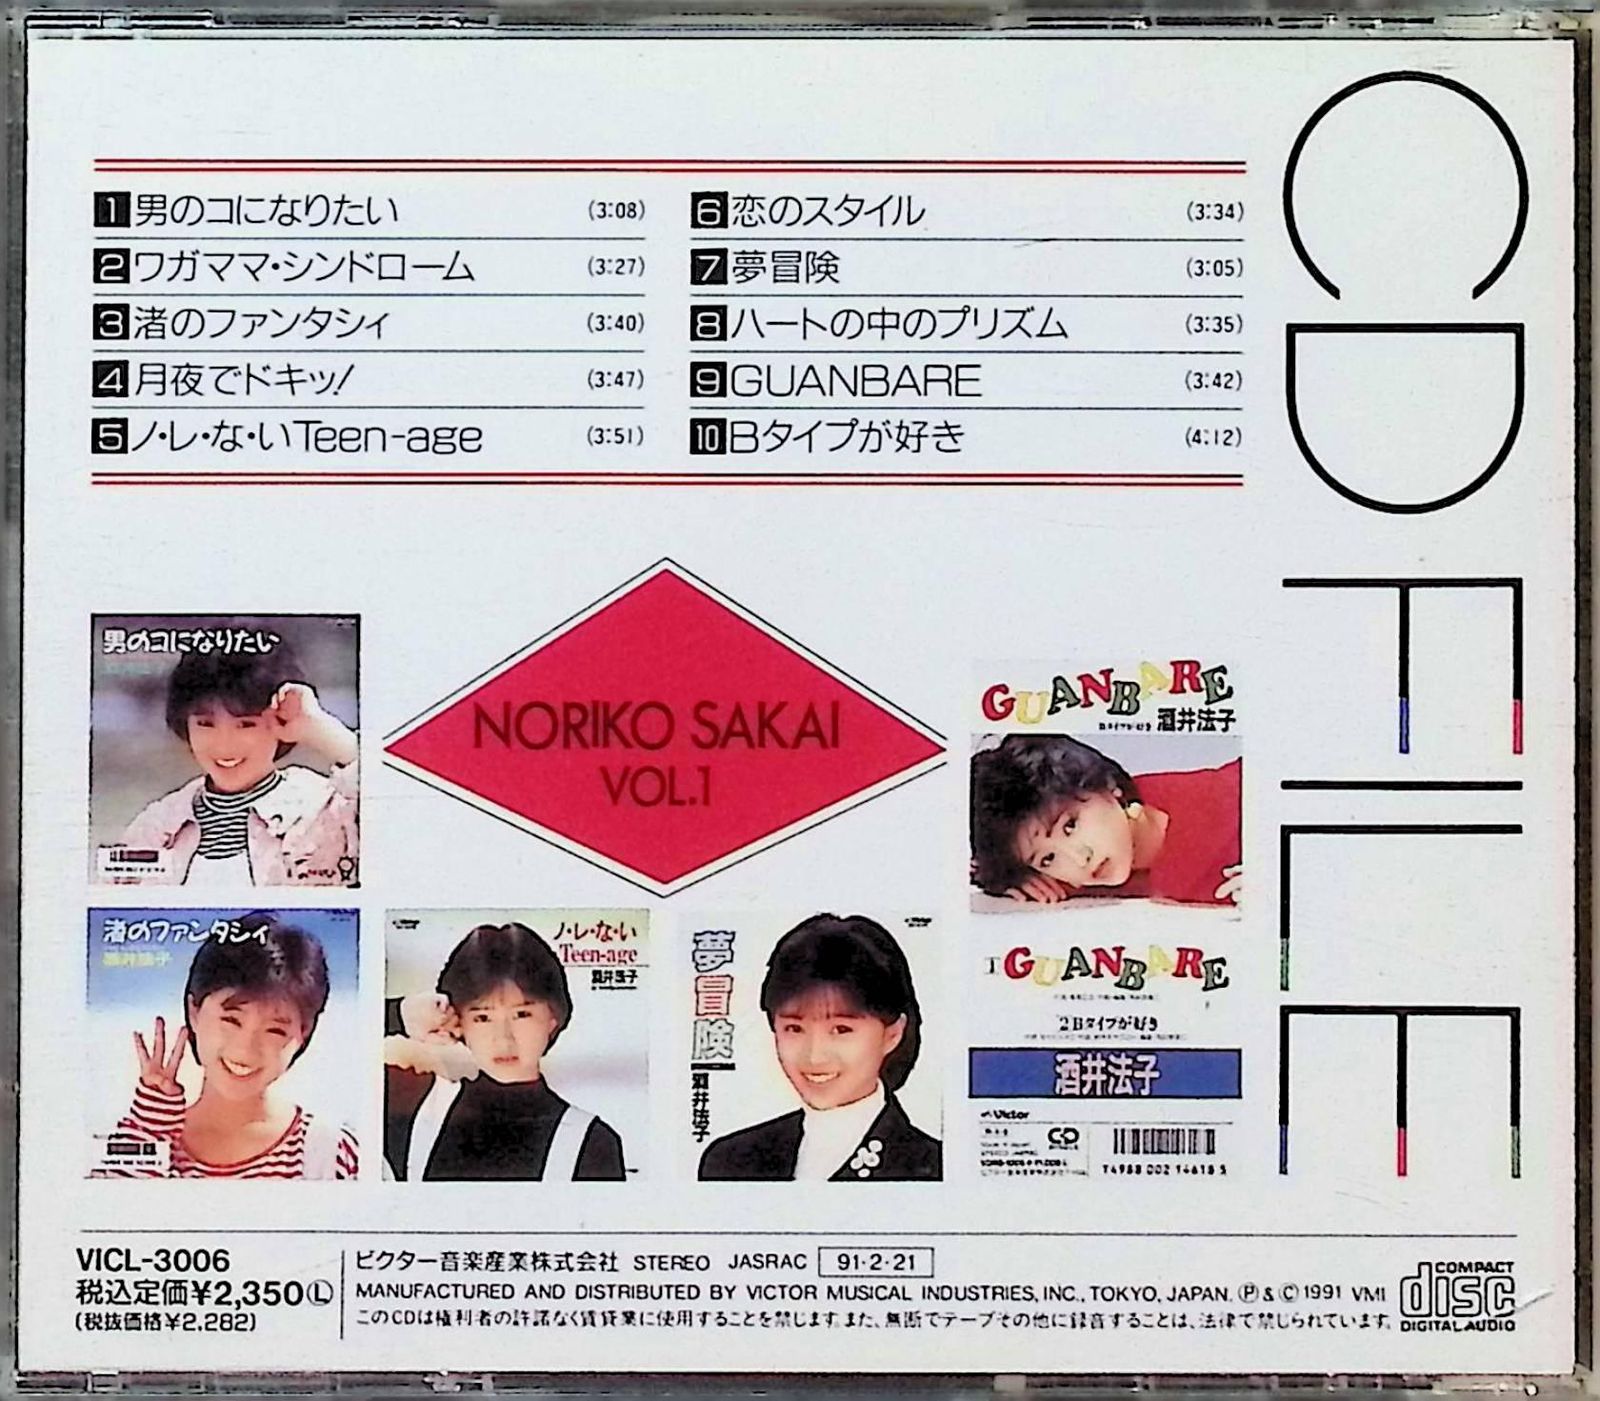 1 男のコになりたい (3:08)
2 ワガママ・シンドローム (3:27)
3 渚のファンタシィ (3:40)
4 月夜でドキッ! (3:47)
5 ノ・レ・な・い Teen-age (3:51)
6 恋のスタイル (3:34)
7 夢冒険 (3:05)
8 ハートの中のプリズム (3:35)
9 GUANBARE (3:42)
10 Bタイプが好き (4:12)
CD FILE
NORIKO SAKAI
VOL.1
男のコになりたい
渚のファンタシィ
酒井法子
ノ・レ・な・い
Teen-age
酒井法子
夢冒険
酒井法子
GUANBARE
Bタイプが好き 酒井法子
1 GUANBARE
2 Bタイプが好き
酒井法子
Victor
T4988 002 146185
VICL-3006
税込定価¥2,350 Ⓛ
(税抜価格¥2,282)
ビクター音楽産業株式会社 STEREO JASRAC 91・2・21
MANUFACTURED AND DISTRIBUTED BY VICTOR MUSICAL INDUSTRIES, INC., TOKYO, JAPAN. Ⓟ & Ⓒ 1991 VMI
このCDは権利者の許諾なく賃貸業に使用することを禁じます。また、無断でテープその他に録音することは、法律で禁じられています。
COMPACT
disc
DIGITAL AUDIO